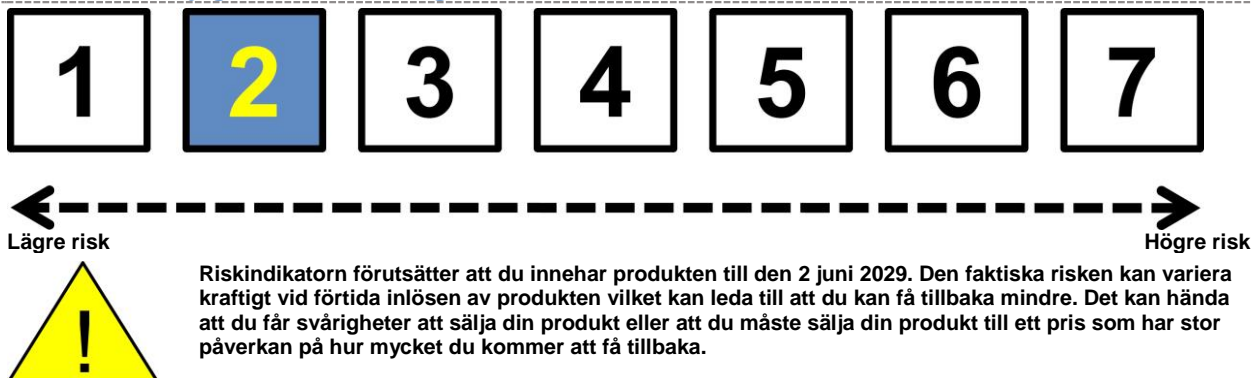 1 2 3 4 5 6 7
Lägre risk Högre risk
Riskindikatorn förutsätter att du innehar produkten till den 2 juni 2029. Den faktiska risken kan variera
kraftigt vid förtida inlösen av produkten vilket kan leda till att du kan få tillbaka mindre. Det kan hända
att du får svårigheter att sälja din produkt eller att du måste sälja din produkt till ett pris som har stor
påverkan på hur mycket du kommer att få tillbaka.
!